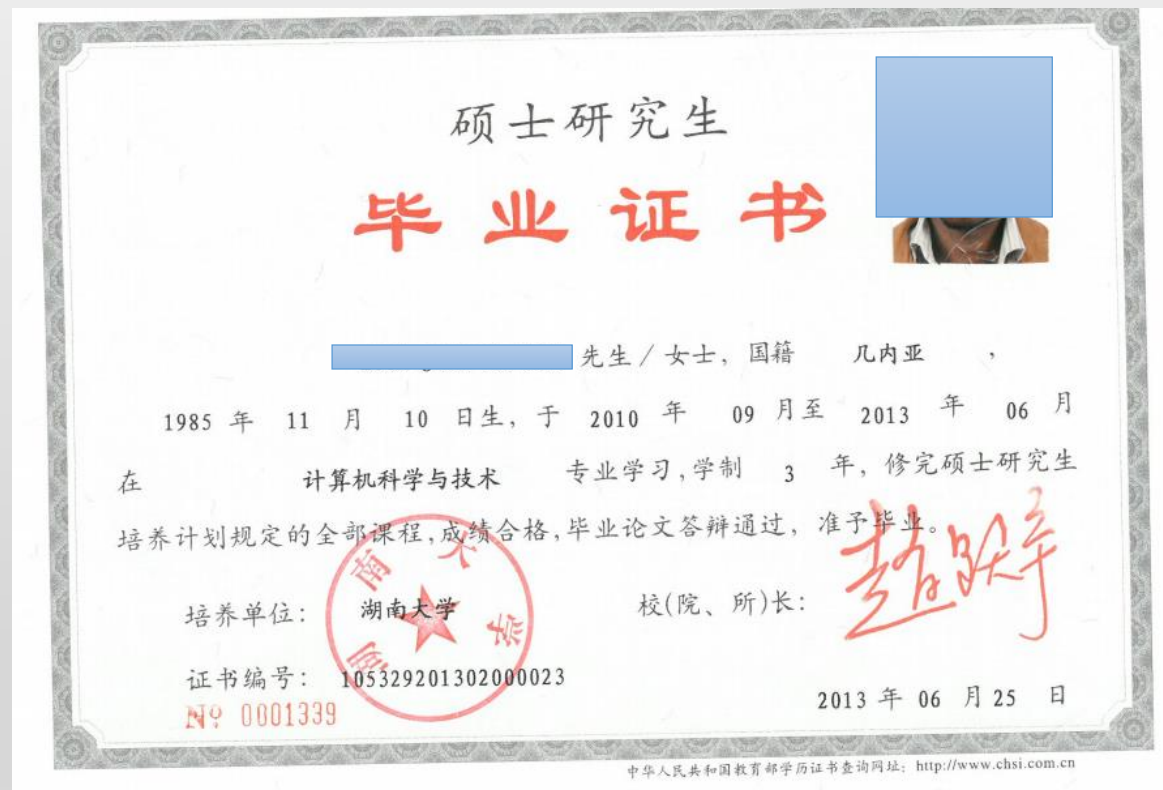 硕士研究生
毕业证书
先生／女士，国籍 几内亚，
1985 年 11 月 10 日生，于 2010 年 09 月至 2013 年 06 月
在 计算机科学与技术 专业学习，学制 3 年，修完硕士研究生
培养计划规定的全部课程，成绩合格，毕业论文答辩通过，准予毕业。
湖南大学
培养单位： 湖南大学 校(院、所)长： 赵跃宇
证书编号： 105329201302000023
№ 0001339
2013 年 06 月 25 日
中华人民共和国教育部学历证书查询网址：http://www.chsi.com.cn